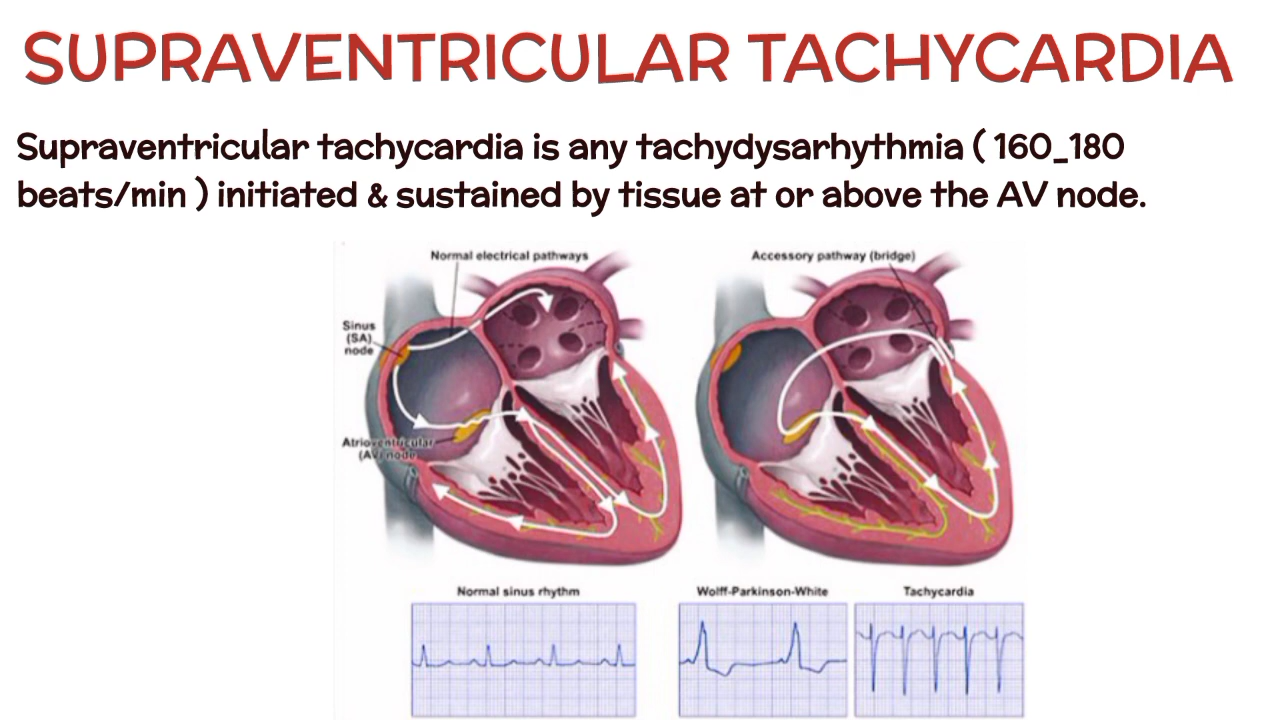 SUPRAVENTRICULAR TACHYCARDIA
Supraventricular tachycardia is any tachydysarhythmia ( 160_180
beats/min ) initiated & sustained by tissue at or above the AV node.
Normal electrical pathways
Sinus
(SA)
node
Atrioventricular
(AV) node
Accessory pathway (bridge)
Normal sinus rhythm
Wolff-Parkinson-White
Tachycardia